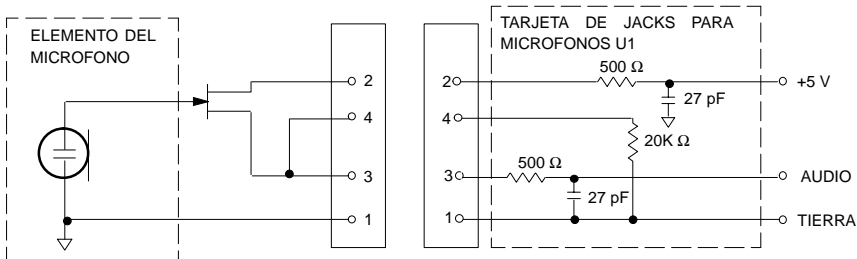 ELEMENTO DEL
MICROFONO
2
4
3
1
TARJETA DE JACKS PARA
MICROFONOS U1
2
500 Ω
+5 V
27 pF
4
20K Ω
3
500 Ω
AUDIO
27 pF
1
TIERRA